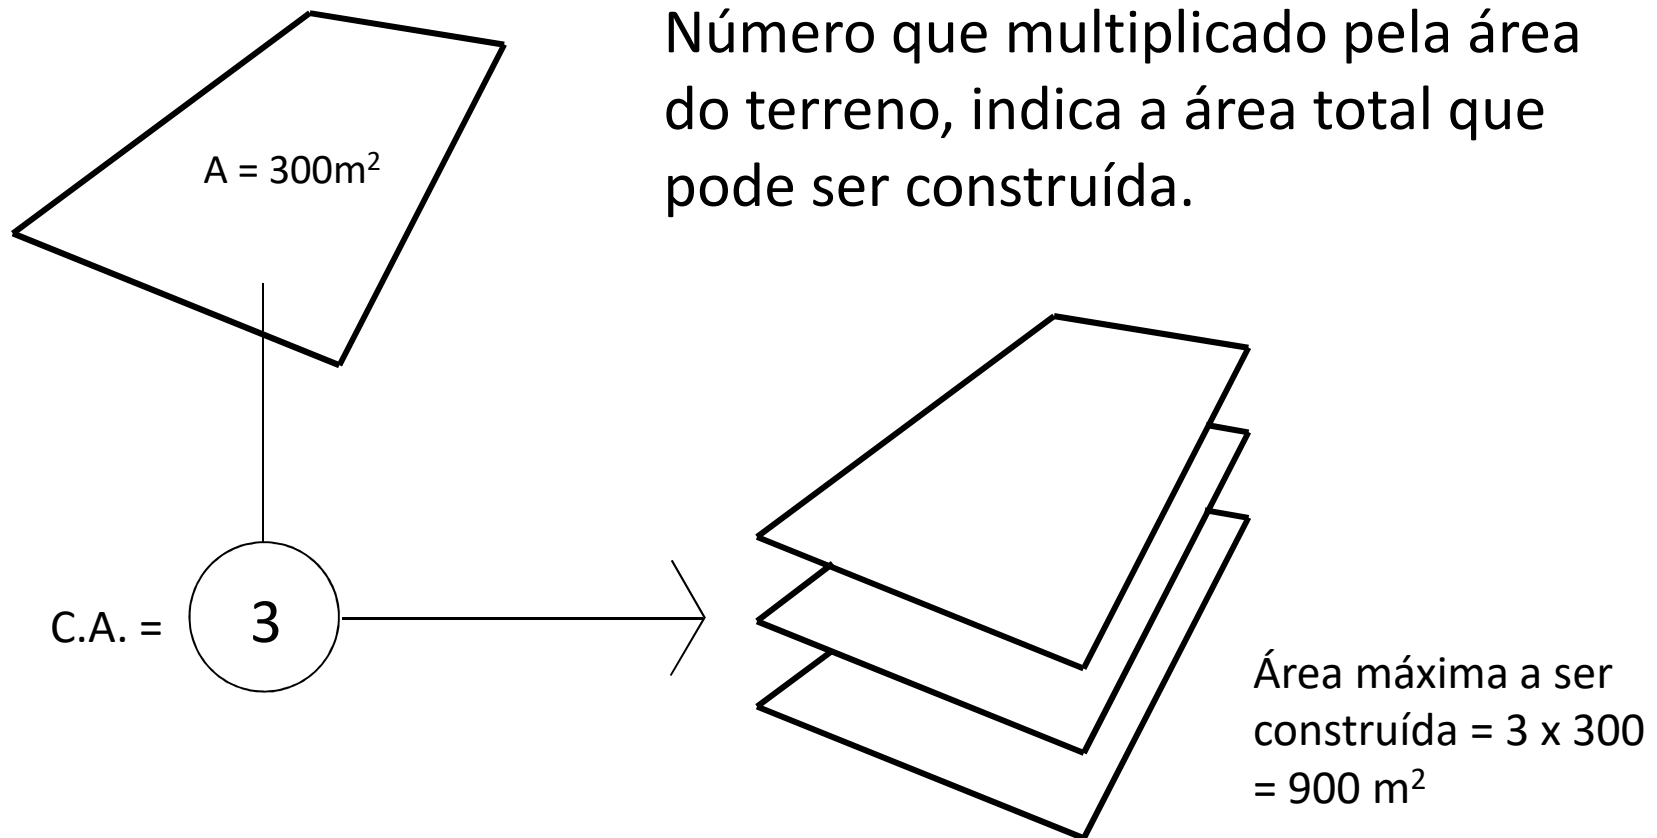 Número que multiplicado pela área
do terreno, indica a área total que
pode ser construída.
A = 300m²
C.A. = 3
Área máxima a ser
construída = 3 x 300
= 900 m²